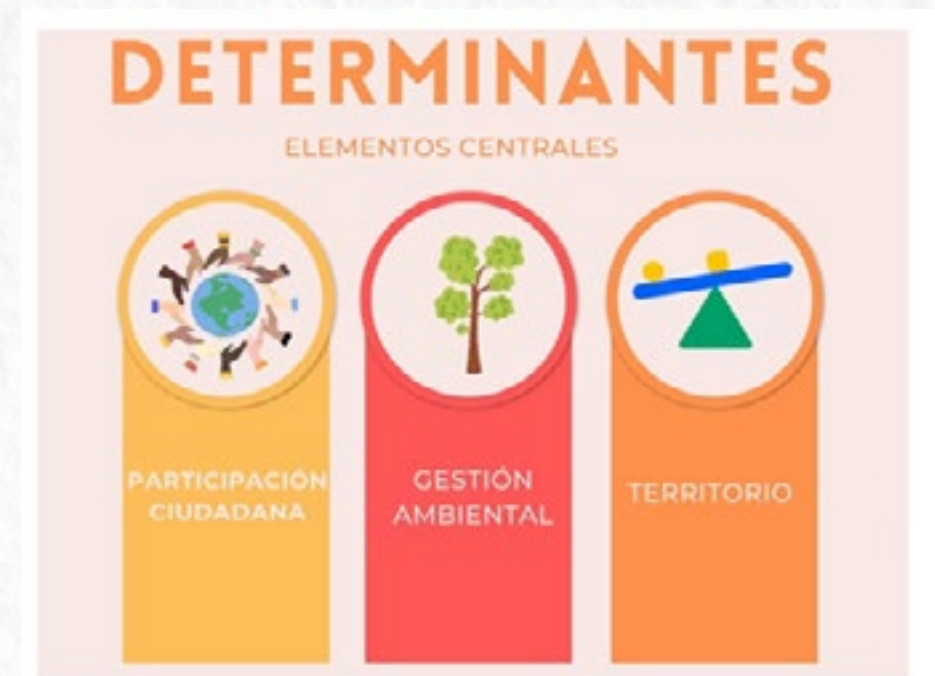 DETERMINANTES
ELEMENTOS CENTRALES
PARTICIPACIÓN
CIUDADANA
GESTIÓN
AMBIENTAL
TERRITORIO